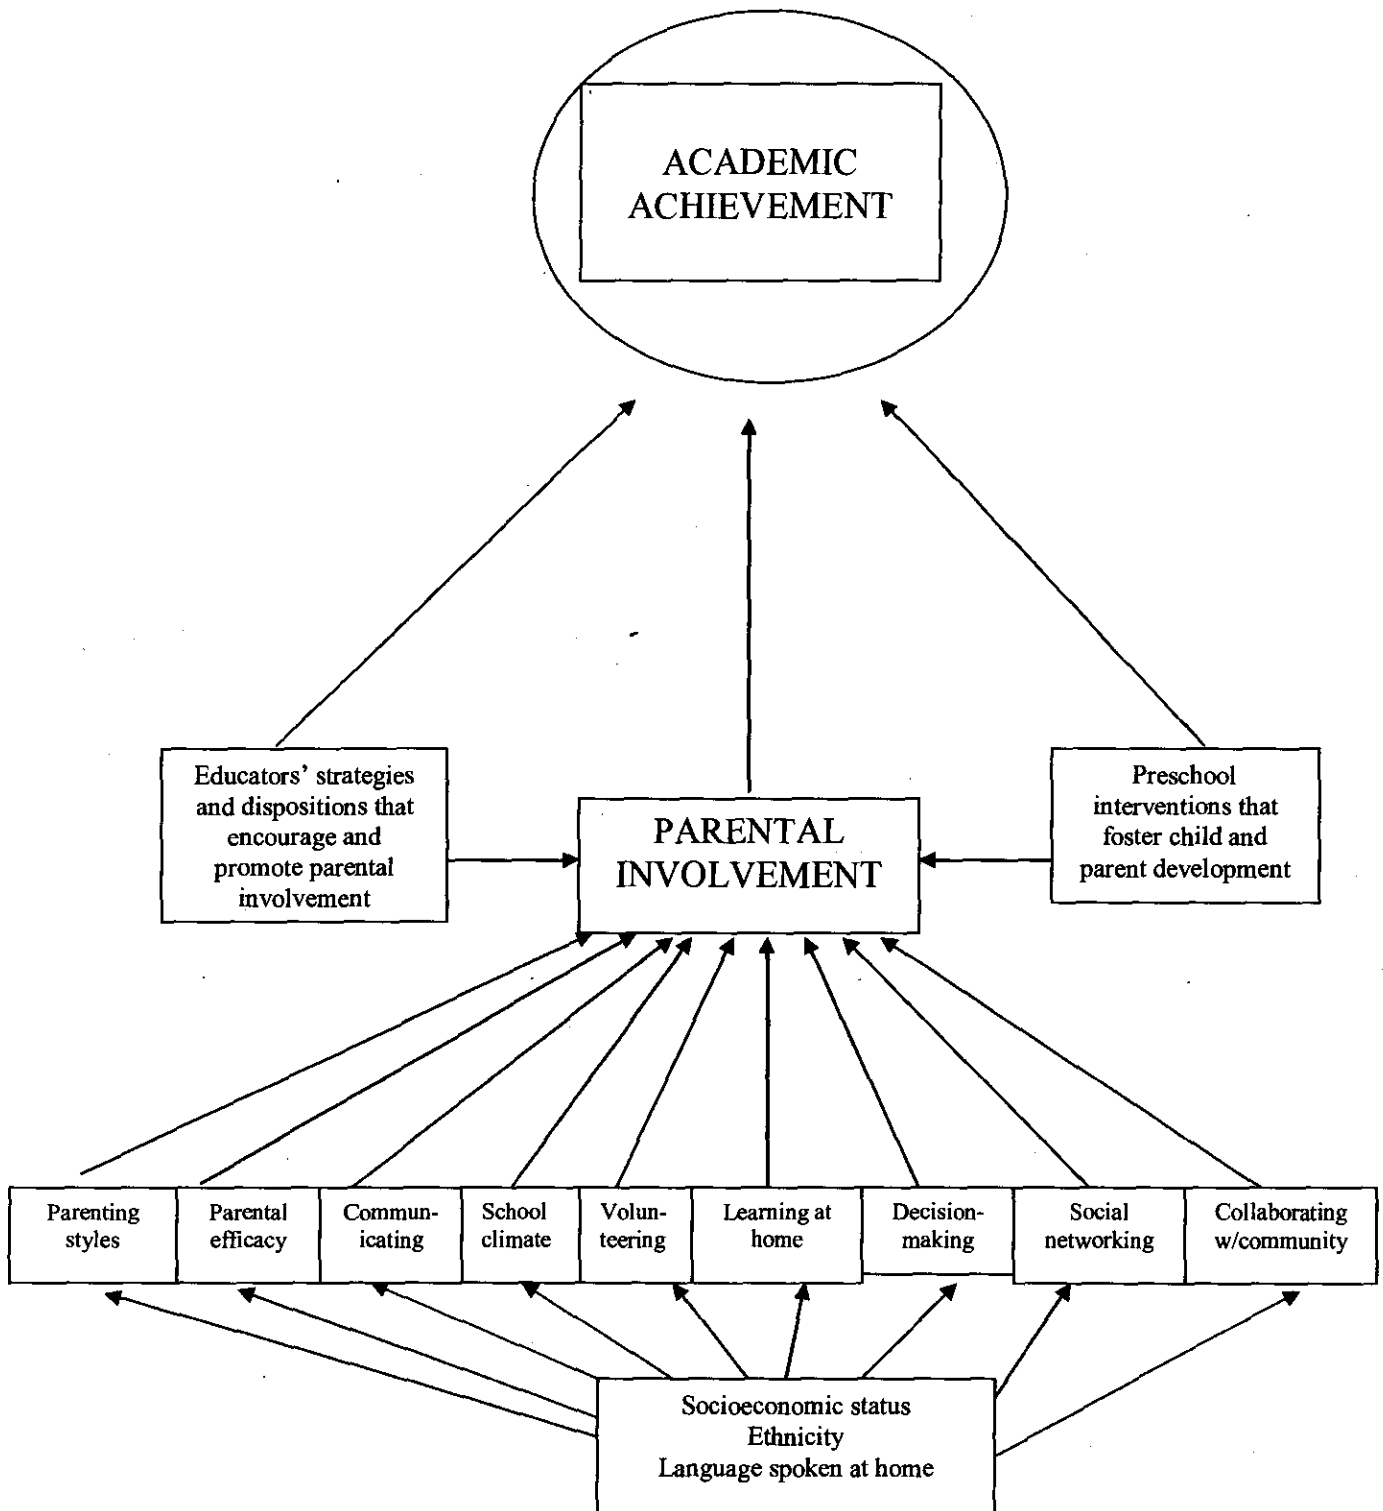 ACADEMIC
ACHIEVEMENT
Educators' strategies
and dispositions that
encourage and
promote parental
involvement
PARENTAL
INVOLVEMENT
Preschool
interventions that
foster child and
parent development
Parenting
styles
Parental
efficacy
Commun-
icating
School
climate
Volun-
teering
Learning at
home
Decision-
making
Social
networking
Collaborating
w/community
Socioeconomic status
Ethnicity
Language spoken at home